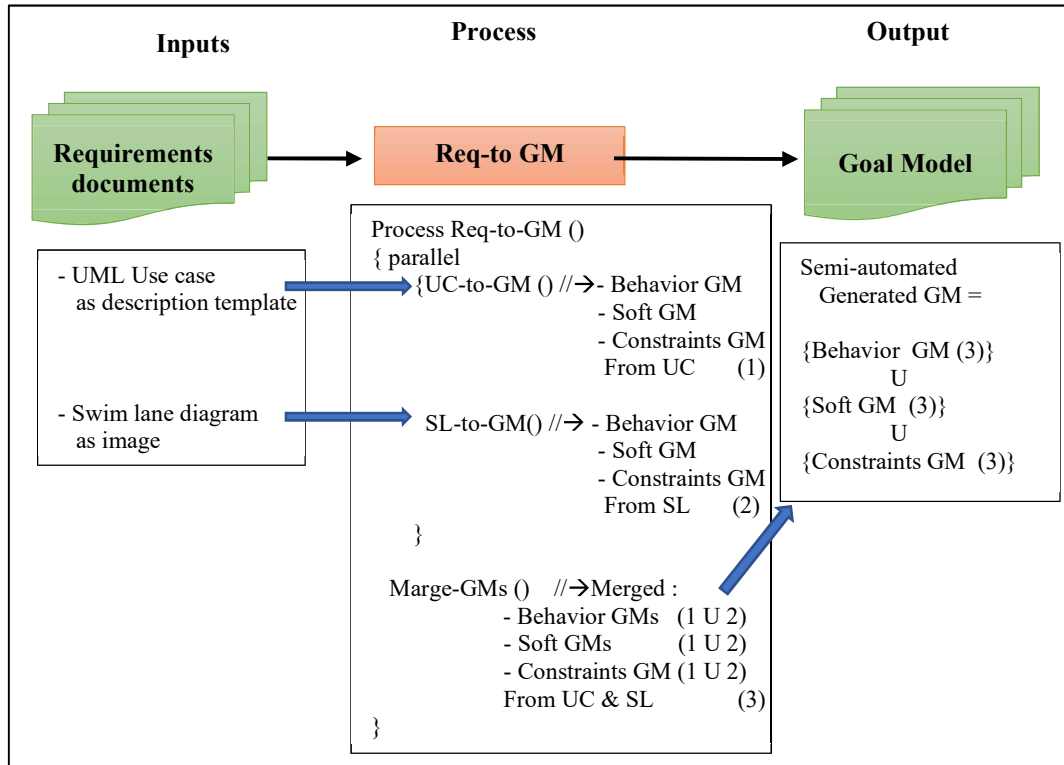 Inputs
Process
Output
Requirements
documents
Req-to GM
Goal Model
- UML Use case
as description template
- Swim lane diagram
as image
Process Req-to-GM ()
{ parallel
{UC-to-GM () //→ - Behavior GM
- Soft GM
- Constraints GM
From UC (1)
SL-to-GM() //→ - Behavior GM
- Soft GM
- Constraints GM
From SL (2)
}
Marge-GMs () //→Merged :
- Behavior GMs (1 U 2)
- Soft GMs (1 U 2)
- Constraints GM (1 U 2)
From UC & SL (3)
}
Semi-automated
Generated GM =
{Behavior GM (3)}
U
{Soft GM (3)}
U
{Constraints GM (3)}